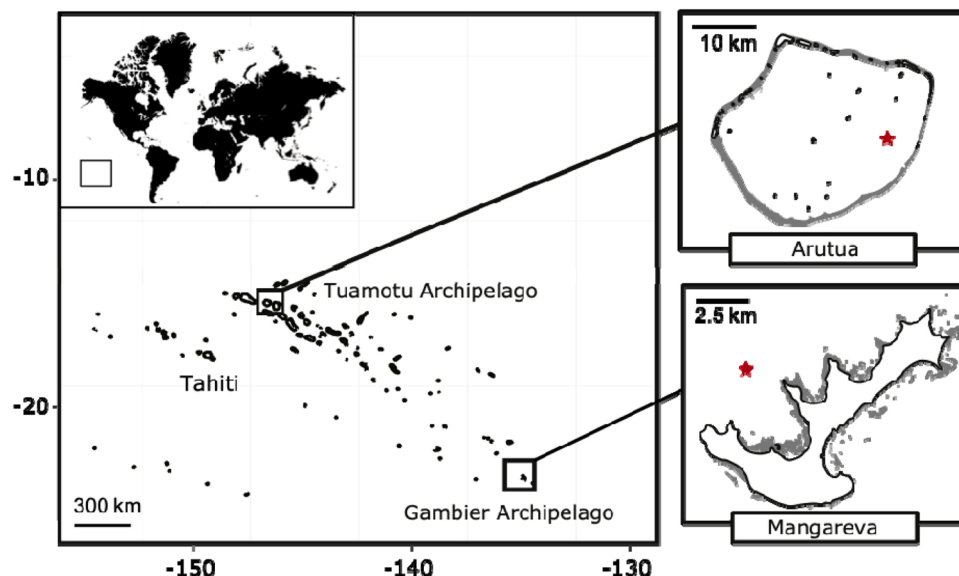 10 km
Arutua
-10
Tuamotu Archipelago
2.5 km
Tahiti
-20
300 km
Gambier Archipelago
Mangareva
-150
-140
-130